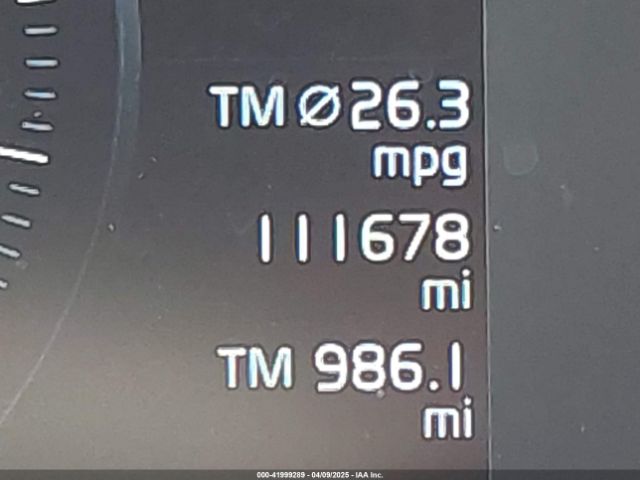 TM Ø26.3
mpg
111678
mi
TM 986.1
mi
000-41999289 - 04/09/2025 - IAA Inc.